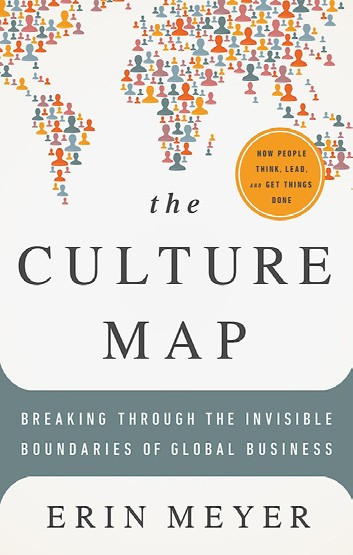 HOW PEOPLE
THINK, LEAD,
AND GET THINGS
DONE
the
CULTURE
MAP
BREAKING THROUGH THE INVISIBLE
BOUNDARIES OF GLOBAL BUSINESS
ERIN MEYER